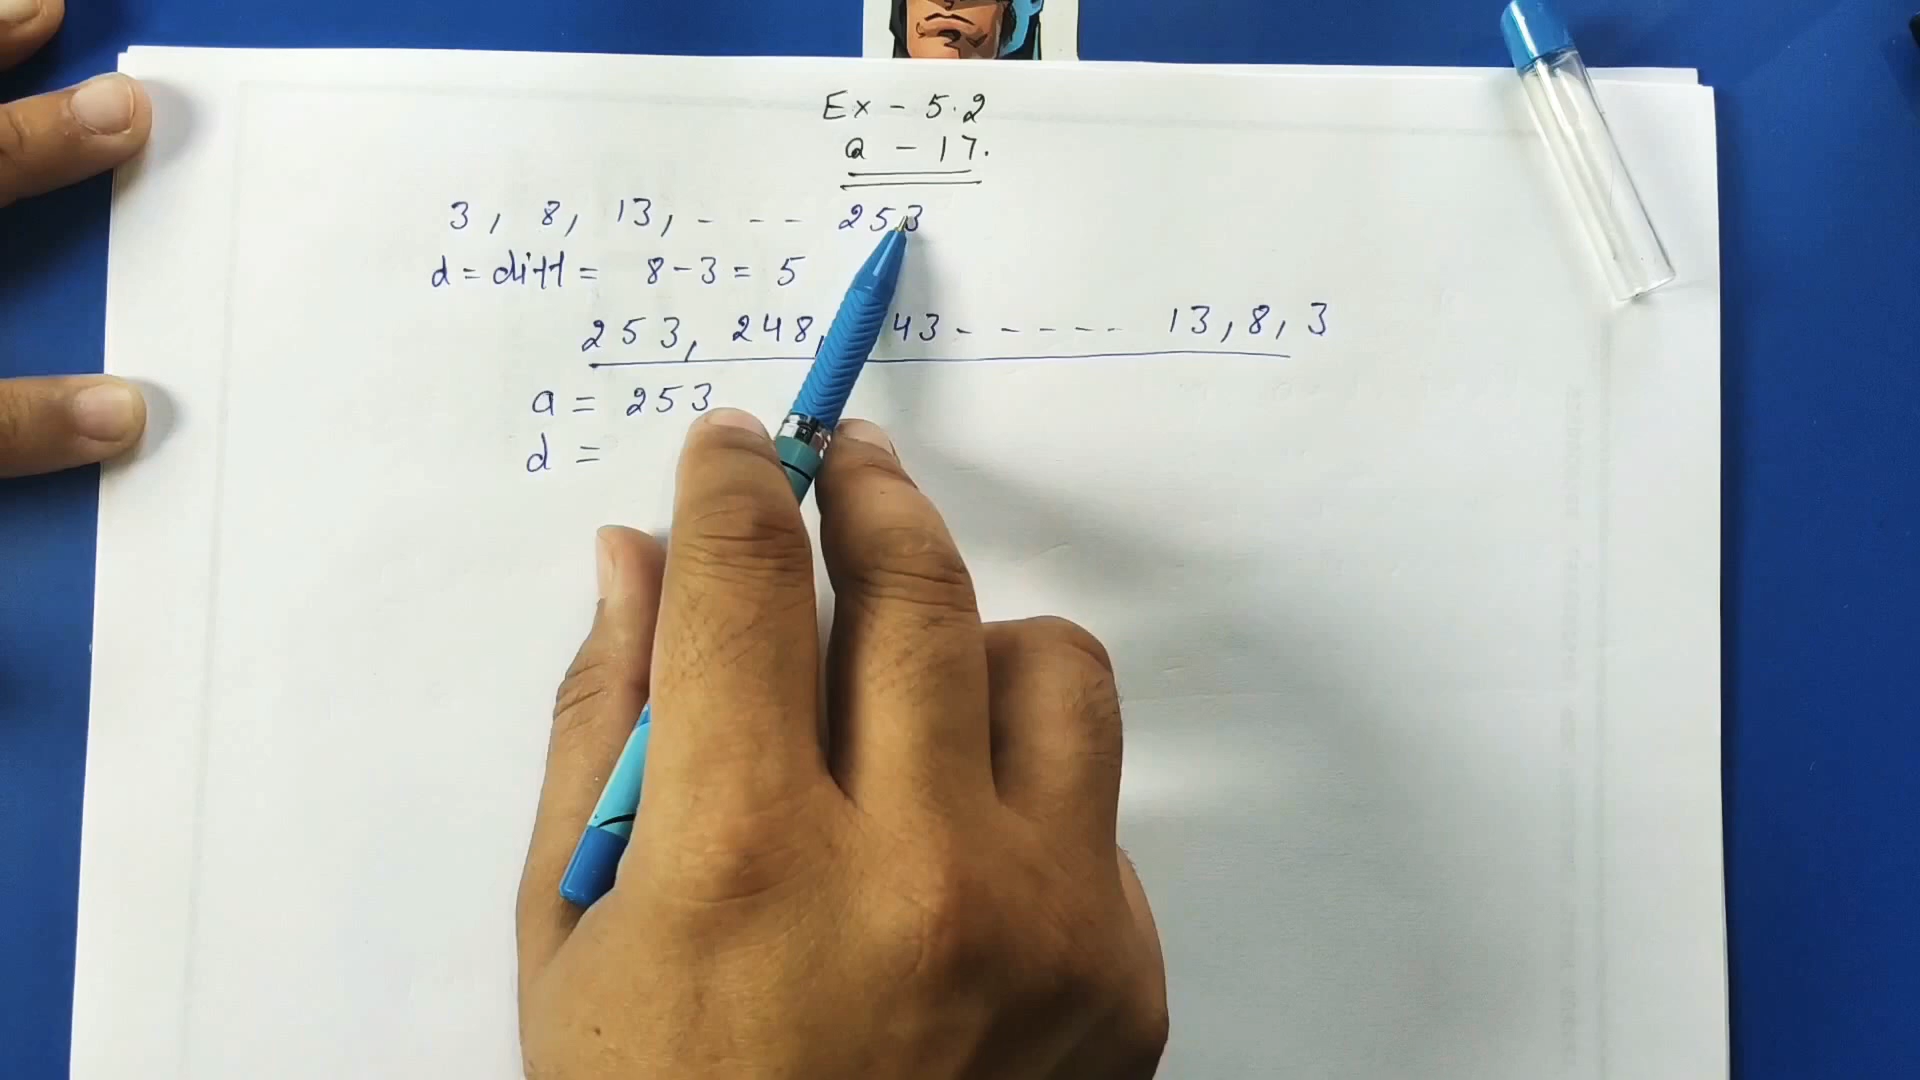 Ex - 5.2
Q - 17.
3, 8, 13, - - - 253
d = diff = 8 - 3 = 5
253, 248, 43 - - - - - 13, 8, 3
a = 253
d =